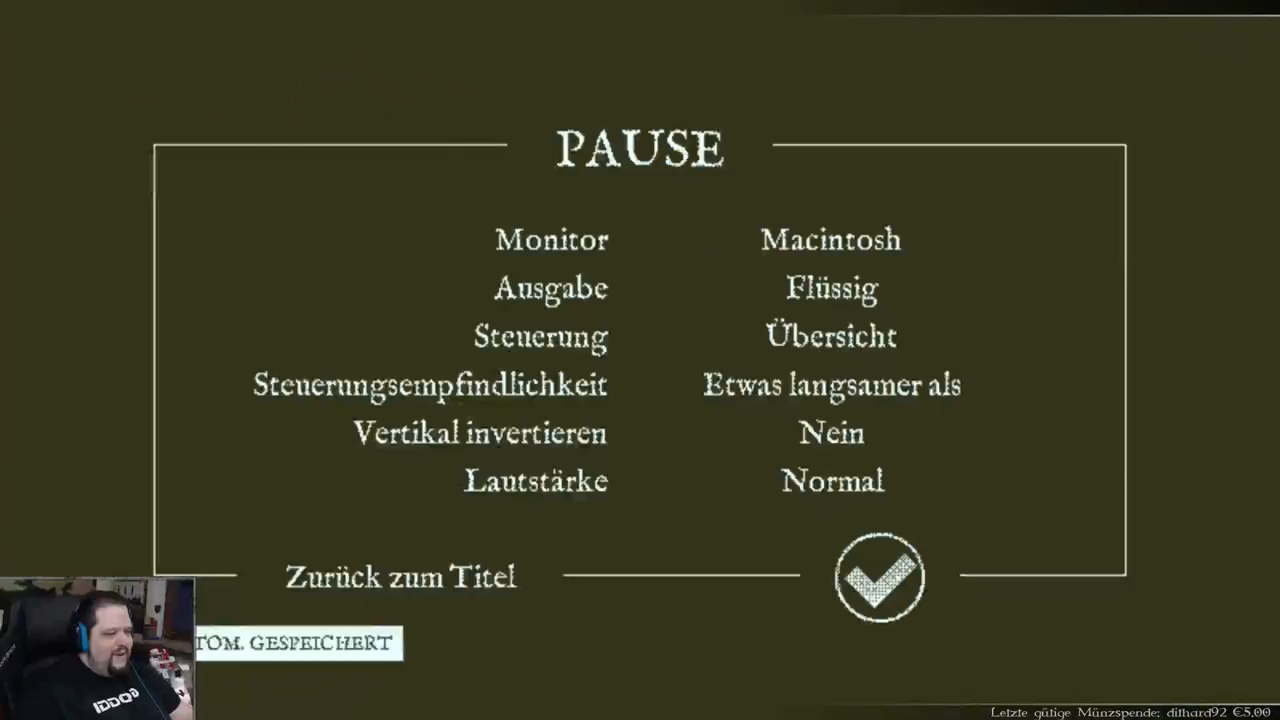 PAUSE
Monitor Macintosh
Ausgabe Flüssig
Steuerung Übersicht
Steuerungsempfindlichkeit Etwas langsamer als
Vertikal invertieren Nein
Lautstärke Normal
Zurück zum Titel
TOM. GESPEICHERT
Letzte gütige Münzspende: dithard92 €5,00